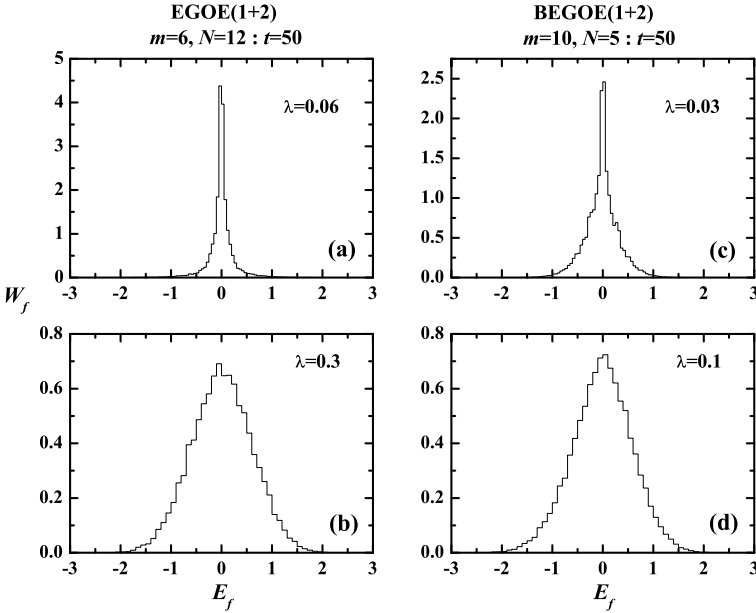 EGOE(1+2)
m=6, N=12 : t=50
BEGOE(1+2)
m=10, N=5 : t=50
5
4
3
2
1
0
λ=0.06
(a)
-3 -2 -1 0 1 2 3
2.5
2.0
1.5
1.0
0.5
0.0
λ=0.03
(c)
-3 -2 -1 0 1 2 3
W_f
0.8
0.6
0.4
0.2
0.0
λ=0.3
(b)
-3 -2 -1 0 1 2 3
E_f
0.8
0.6
0.4
0.2
0.0
λ=0.1
(d)
-3 -2 -1 0 1 2 3
E_f